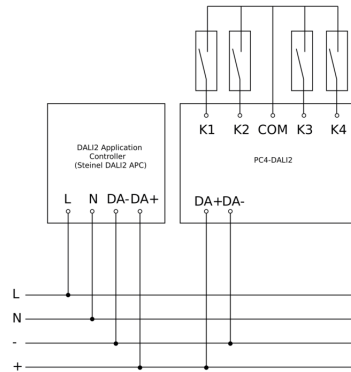 K1 K2 COM K3 K4
DALI2 Application
Controller
(Steinel DALI2 APC)
PC4-DALI2
L N DA- DA+
DA+ DA-
L
N
-
+